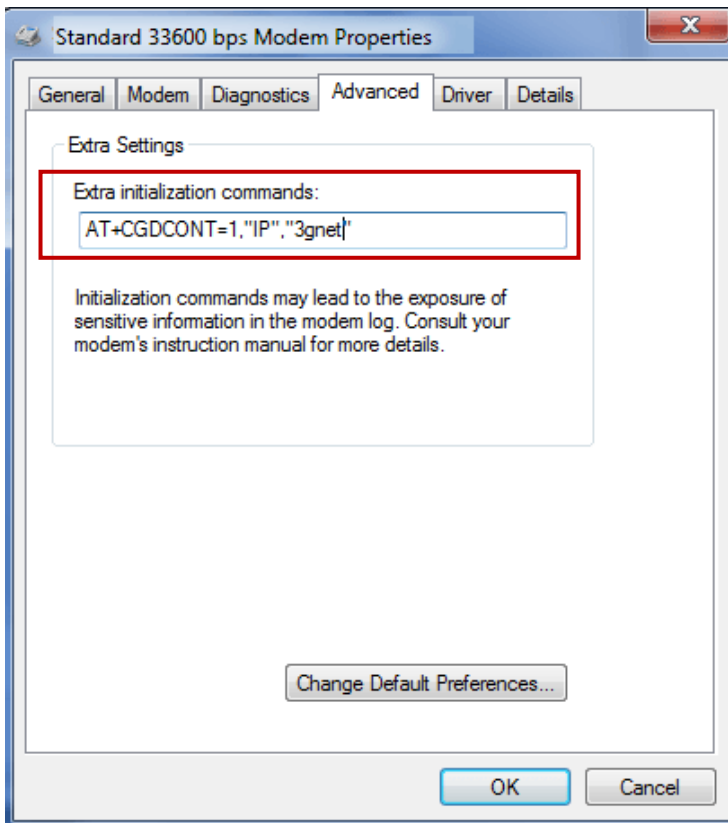 Standard 33600 bps Modem Properties
General Modem Diagnostics Advanced Driver Details
Extra Settings
Extra initialization commands:
AT+CGDCONT=1,"IP","3gnet"
Initialization commands may lead to the exposure of
sensitive information in the modem log. Consult your
modem's instruction manual for more details.
Change Default Preferences...
OK Cancel